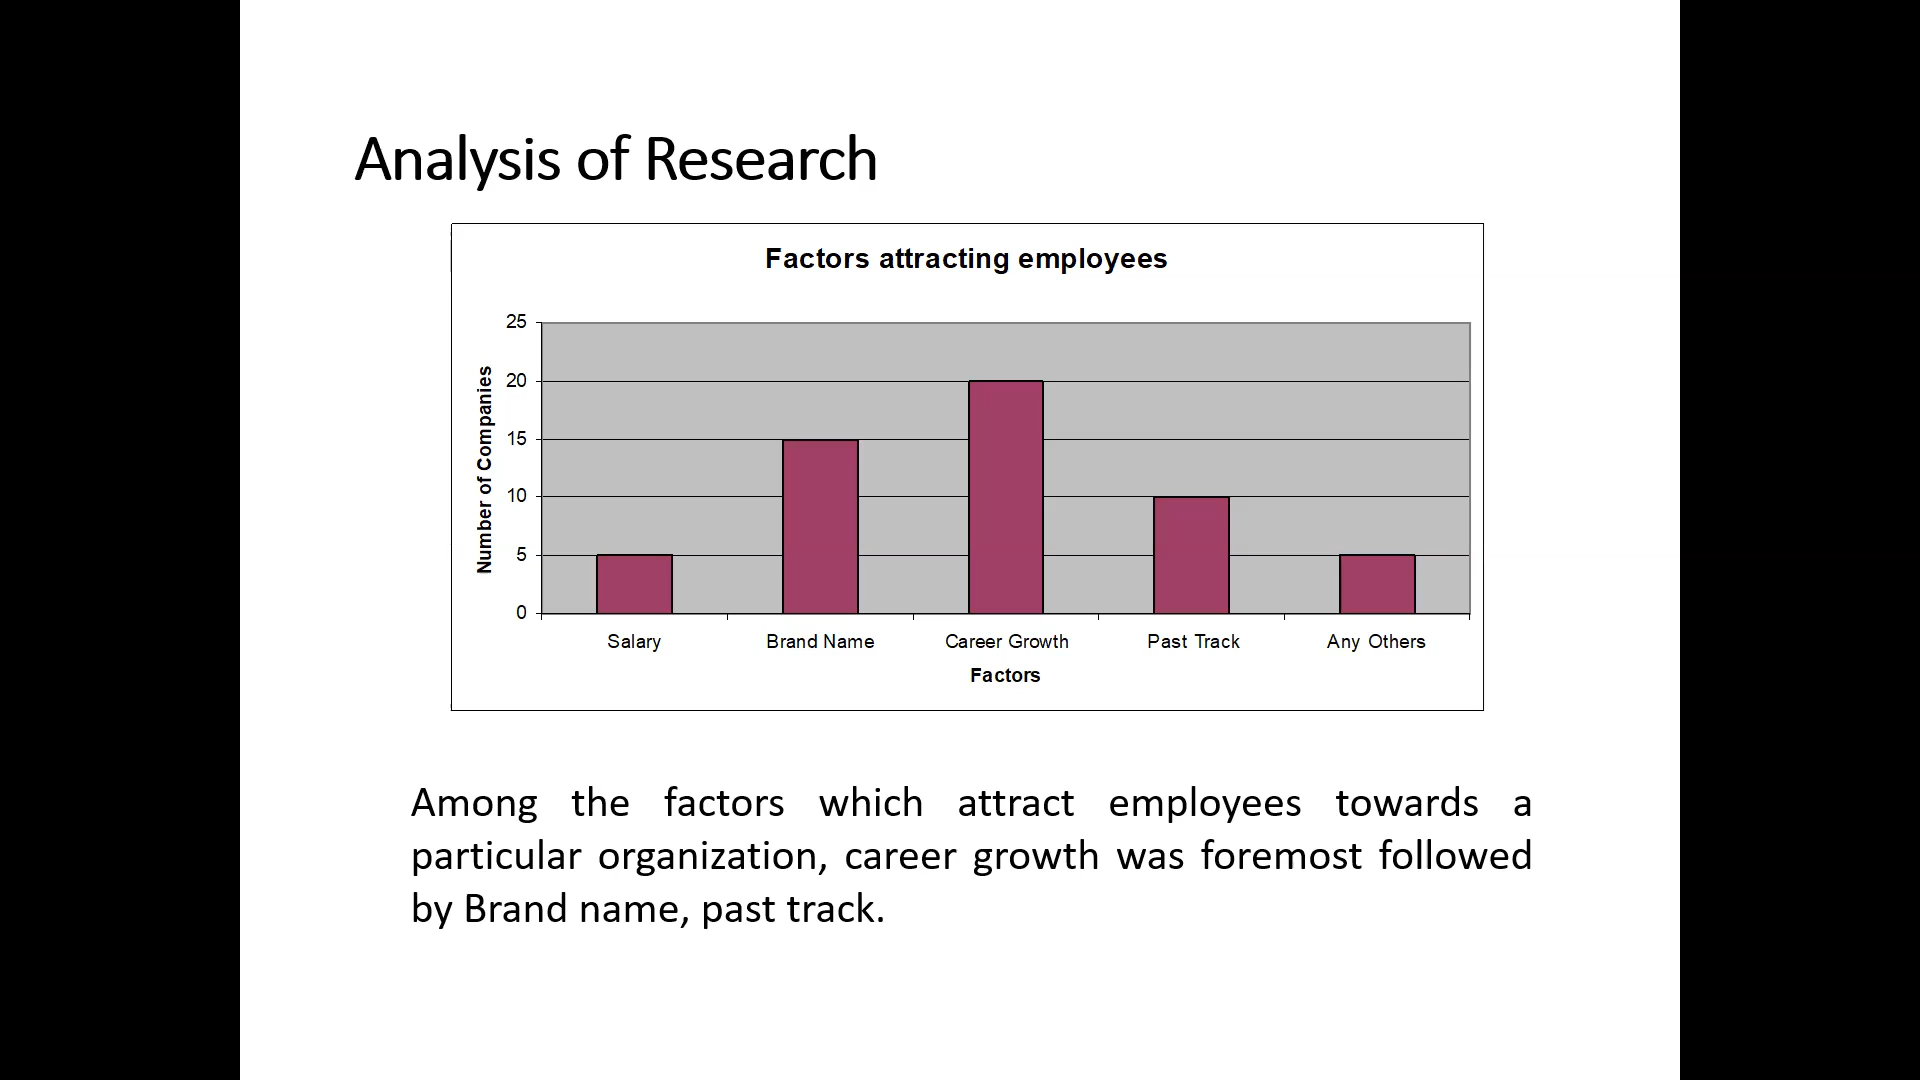 Analysis of Research
Factors attracting employees
Number of Companies
25
20
15
10
5
0
Salary Brand Name Career Growth Past Track Any Others
Factors
Among the factors which attract employees towards a
particular organization, career growth was foremost followed
by Brand name, past track.